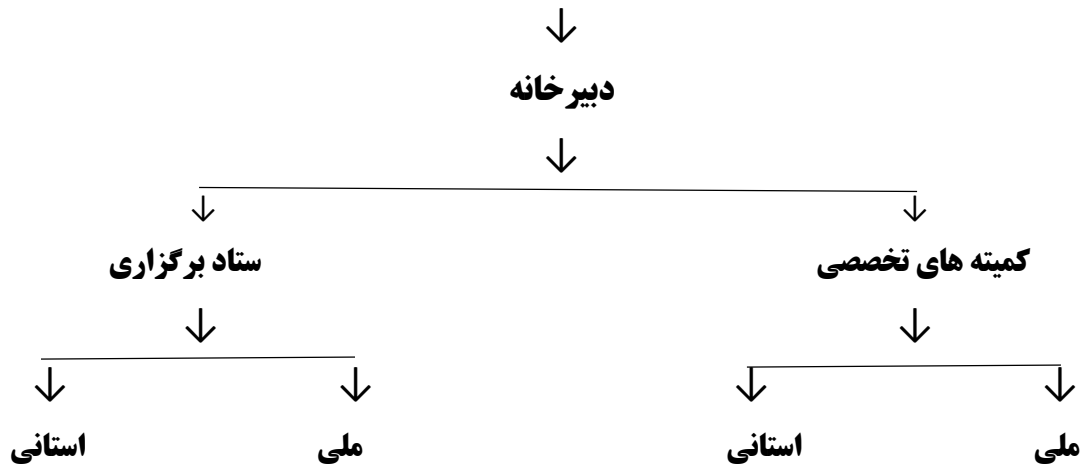 دبیرخانه
کمیته های تخصصی
ستاد برگزاری
ملی
استانی
ملی
استانی